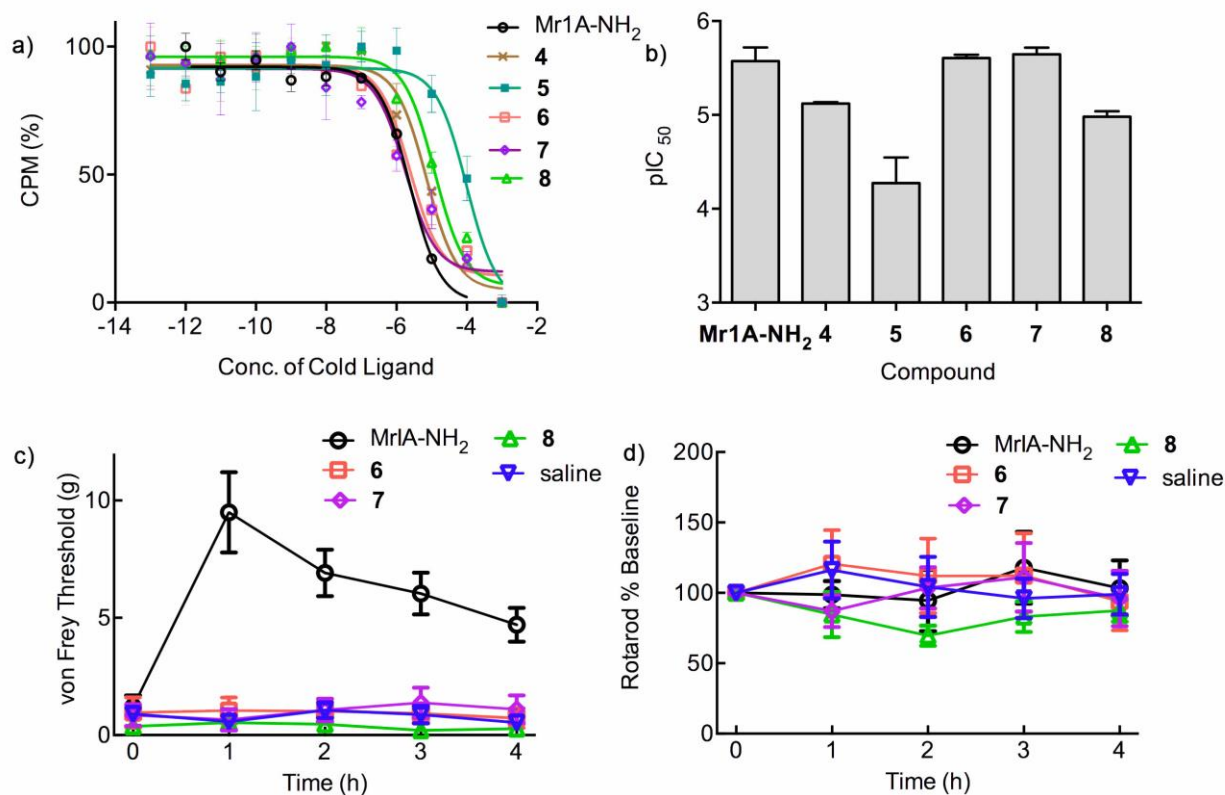 a)
CPM (%)
100
50
0
-14
-12
-10
-8
-6
-4
-2
Conc. of Cold Ligand
Mr1A-NH2
4
5
6
7
8
b)
pIC50
6
5
4
3
Mr1A-NH2 4 5 6 7 8
Compound
c)
von Frey Threshold (g)
10
5
0
0 1 2 3 4
Time (h)
MrIA-NH2
6
7
8
saline
d)
Rotarod % Baseline
200
150
100
50
0
0 1 2 3 4
Time (h)
MrIA-NH2
6
7
8
saline